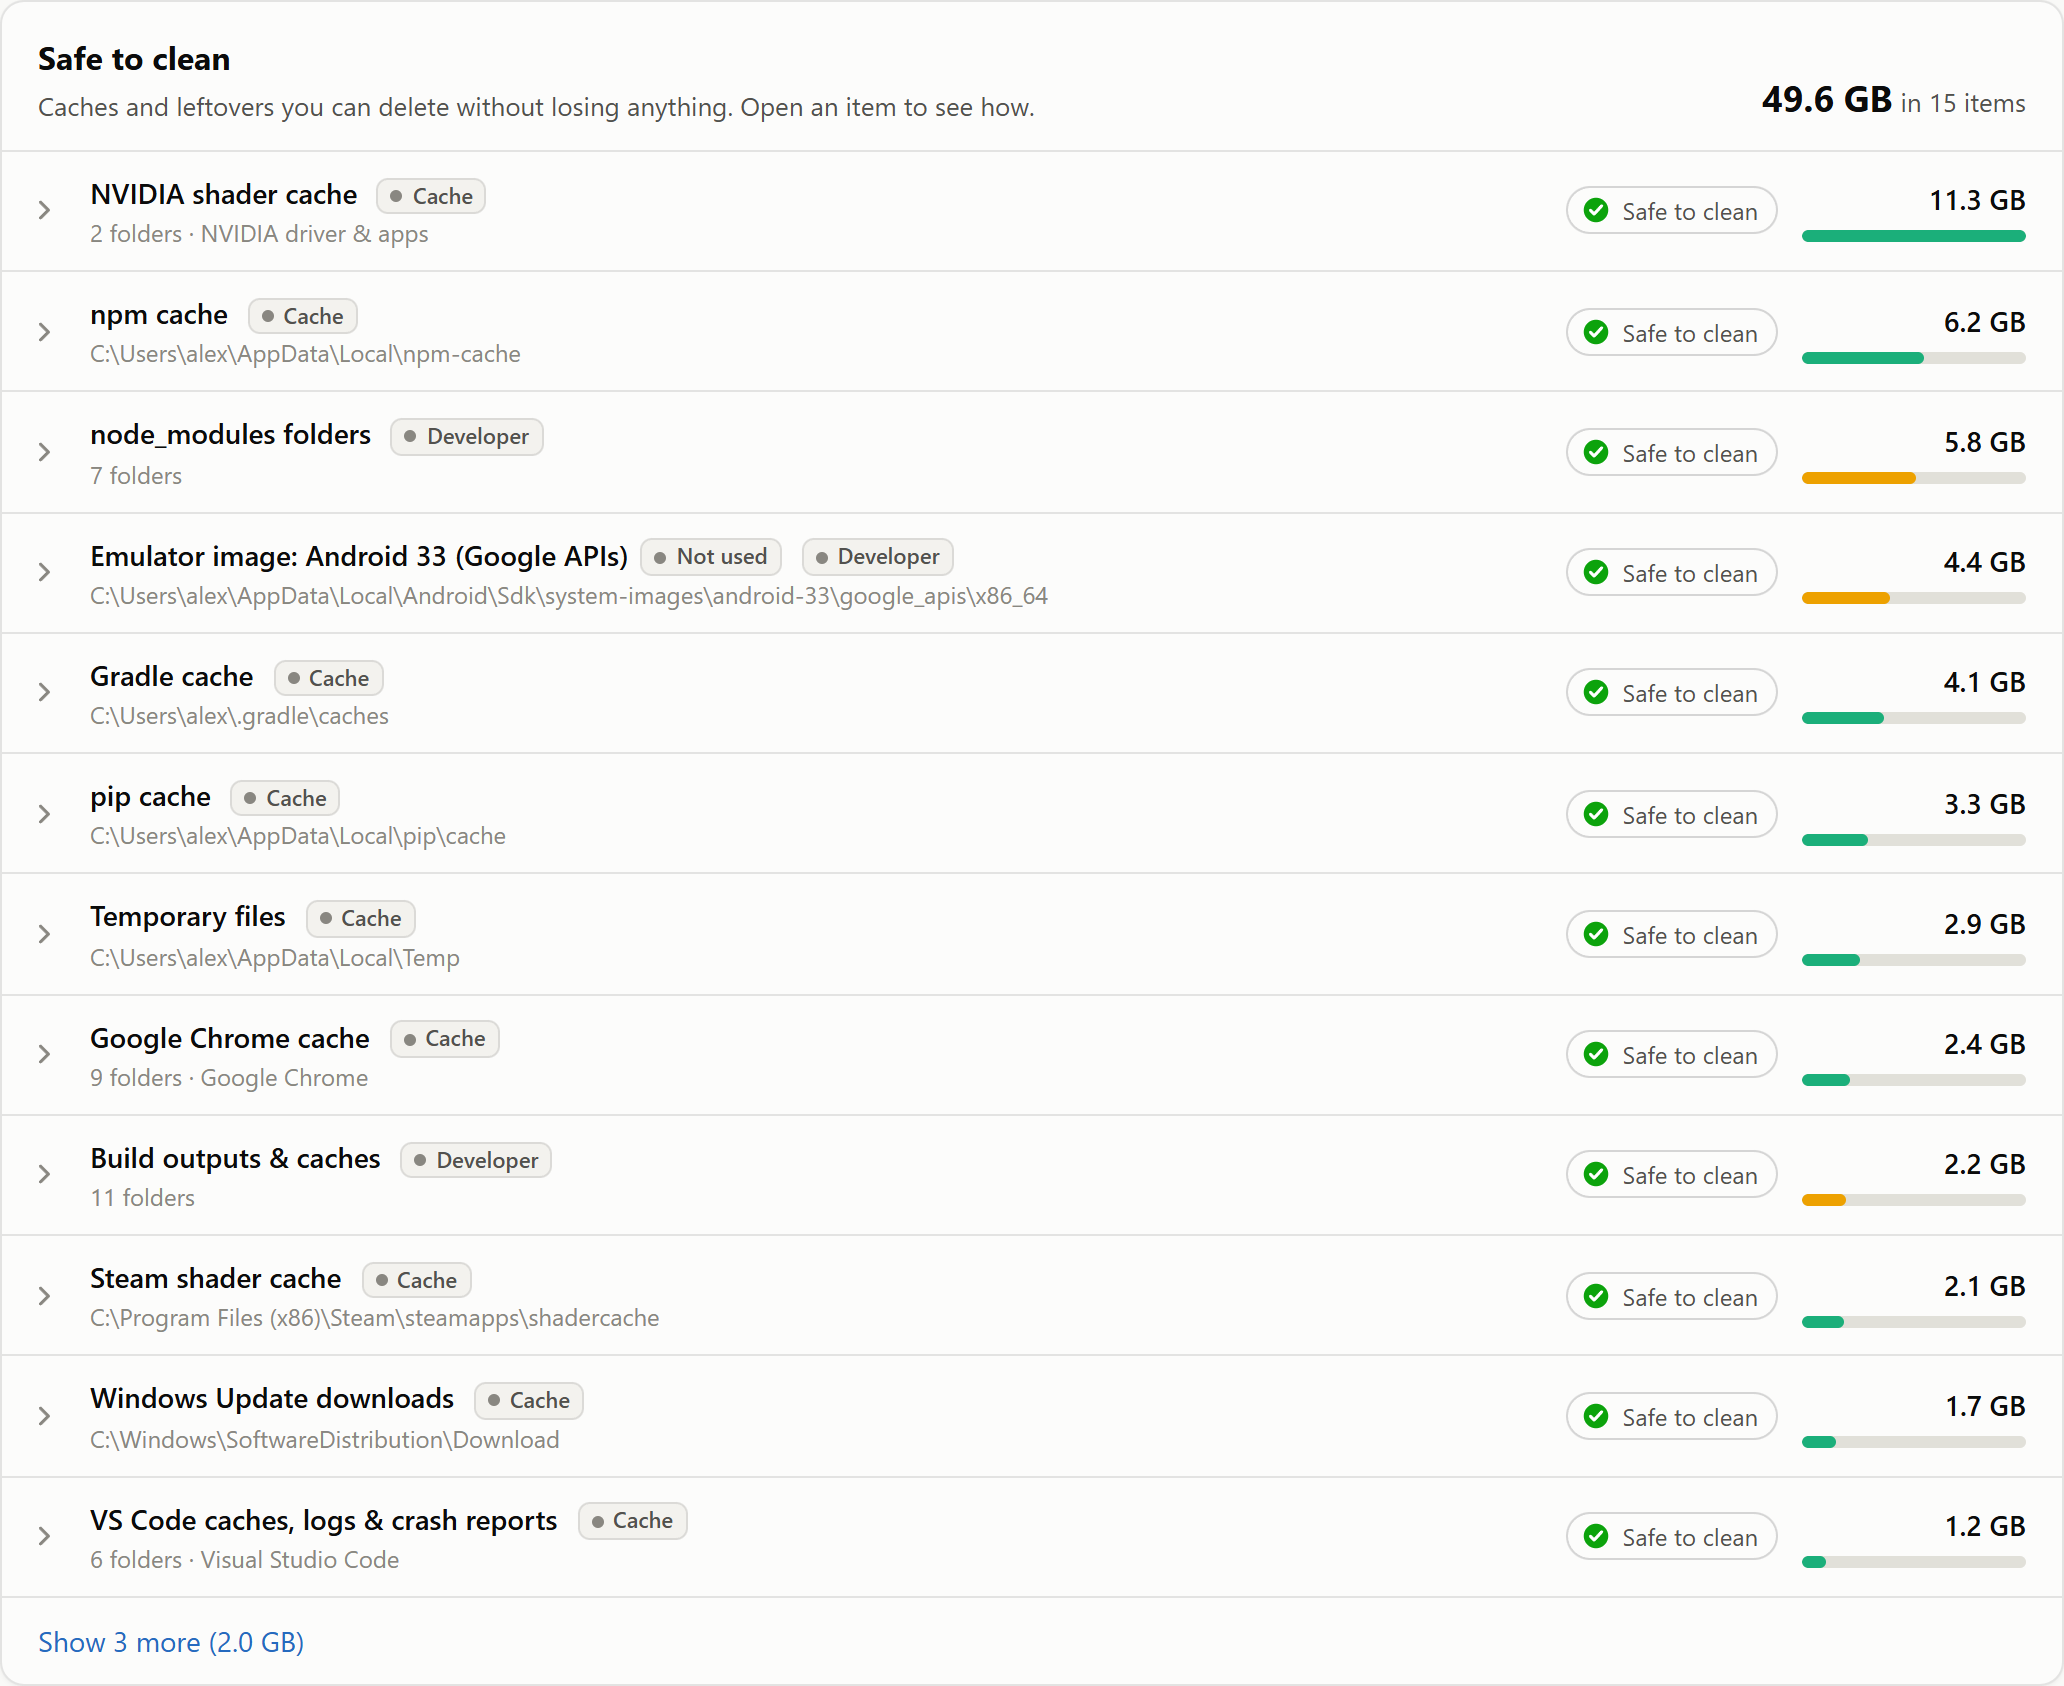 Safe to clean
Caches and leftovers you can delete without losing anything. Open an item to see how.
49.6 GB in 15 items
NVIDIA shader cache Cache
2 folders · NVIDIA driver & apps
Safe to clean
11.3 GB
npm cache Cache
C:\Users\alex\AppData\Local\npm-cache
Safe to clean
6.2 GB
node_modules folders Developer
7 folders
Safe to clean
5.8 GB
Emulator image: Android 33 (Google APIs) Not used Developer
C:\Users\alex\AppData\Local\Android\Sdk\system-images\android-33\google_apis\x86_64
Safe to clean
4.4 GB
Gradle cache Cache
C:\Users\alex\.gradle\caches
Safe to clean
4.1 GB
pip cache Cache
C:\Users\alex\AppData\Local\pip\cache
Safe to clean
3.3 GB
Temporary files Cache
C:\Users\alex\AppData\Local\Temp
Safe to clean
2.9 GB
Google Chrome cache Cache
9 folders · Google Chrome
Safe to clean
2.4 GB
Build outputs & caches Developer
11 folders
Safe to clean
2.2 GB
Steam shader cache Cache
C:\Program Files (x86)\Steam\steamapps\shadercache
Safe to clean
2.1 GB
Windows Update downloads Cache
C:\Windows\SoftwareDistribution\Download
Safe to clean
1.7 GB
VS Code caches, logs & crash reports Cache
6 folders · Visual Studio Code
Safe to clean
1.2 GB
Show 3 more (2.0 GB)